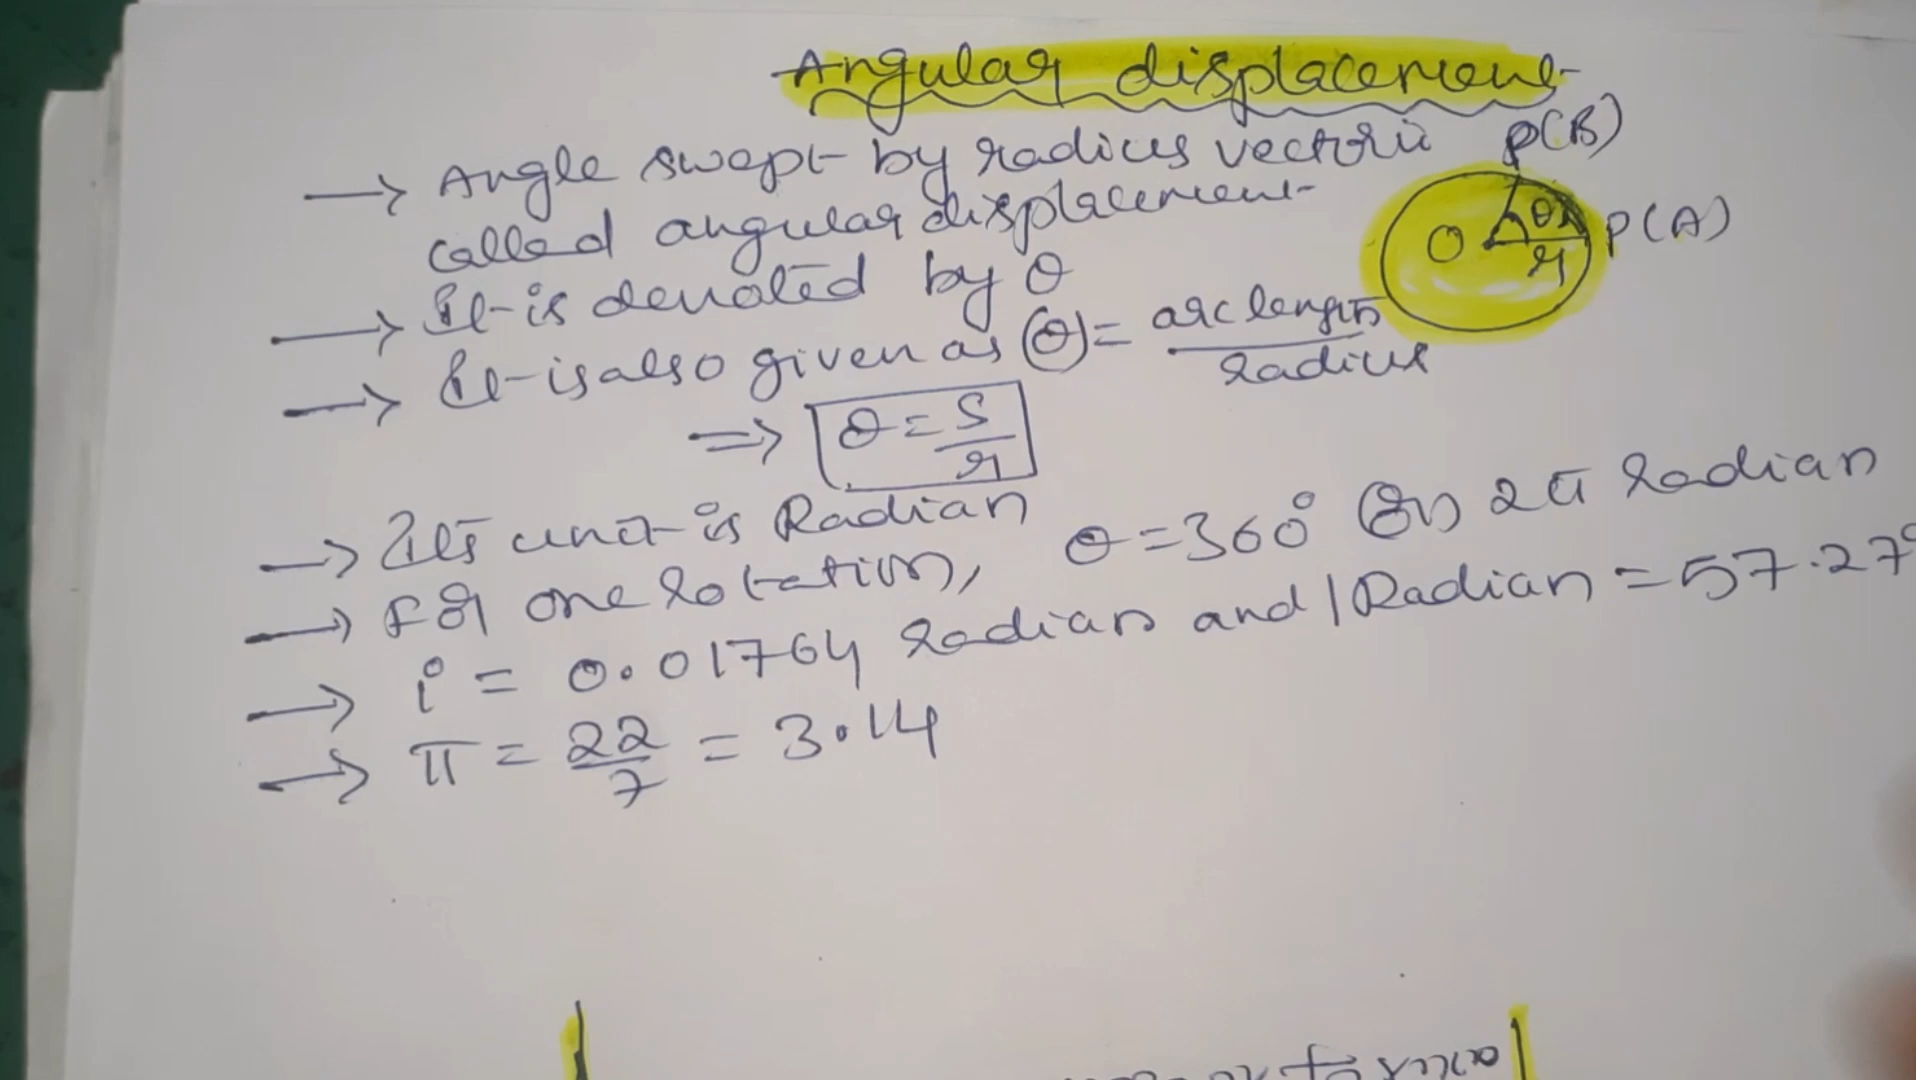 Angular displacement
→ Angle swept by radius vector is P(B)
called angular displacement
O θ r P(A)
→ It is denoted by θ
→ It is also given as (θ) = arc length / radius
⇒ θ = S/r
→ Its unit is Radian
→ For one rotation, θ = 360° (or) 2π radian
→ 1° = 0.01764 radian and 1 Radian = 57.27°
→ π = 22/7 = 3.14